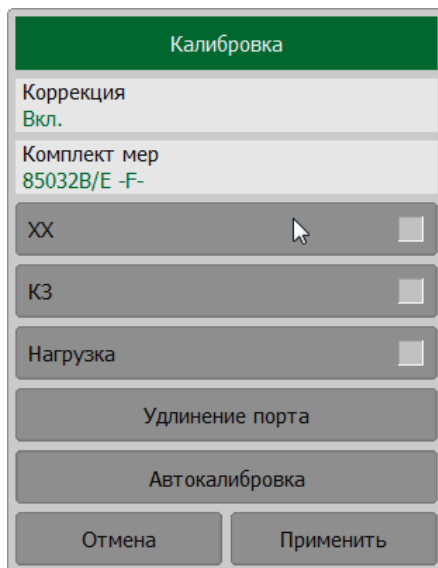 Калибровка
Коррекция
Вкл.
Комплект мер
85032B/E -F-
ХХ
КЗ
Нагрузка
Удлинение порта
Автокалибровка
Отмена
Применить